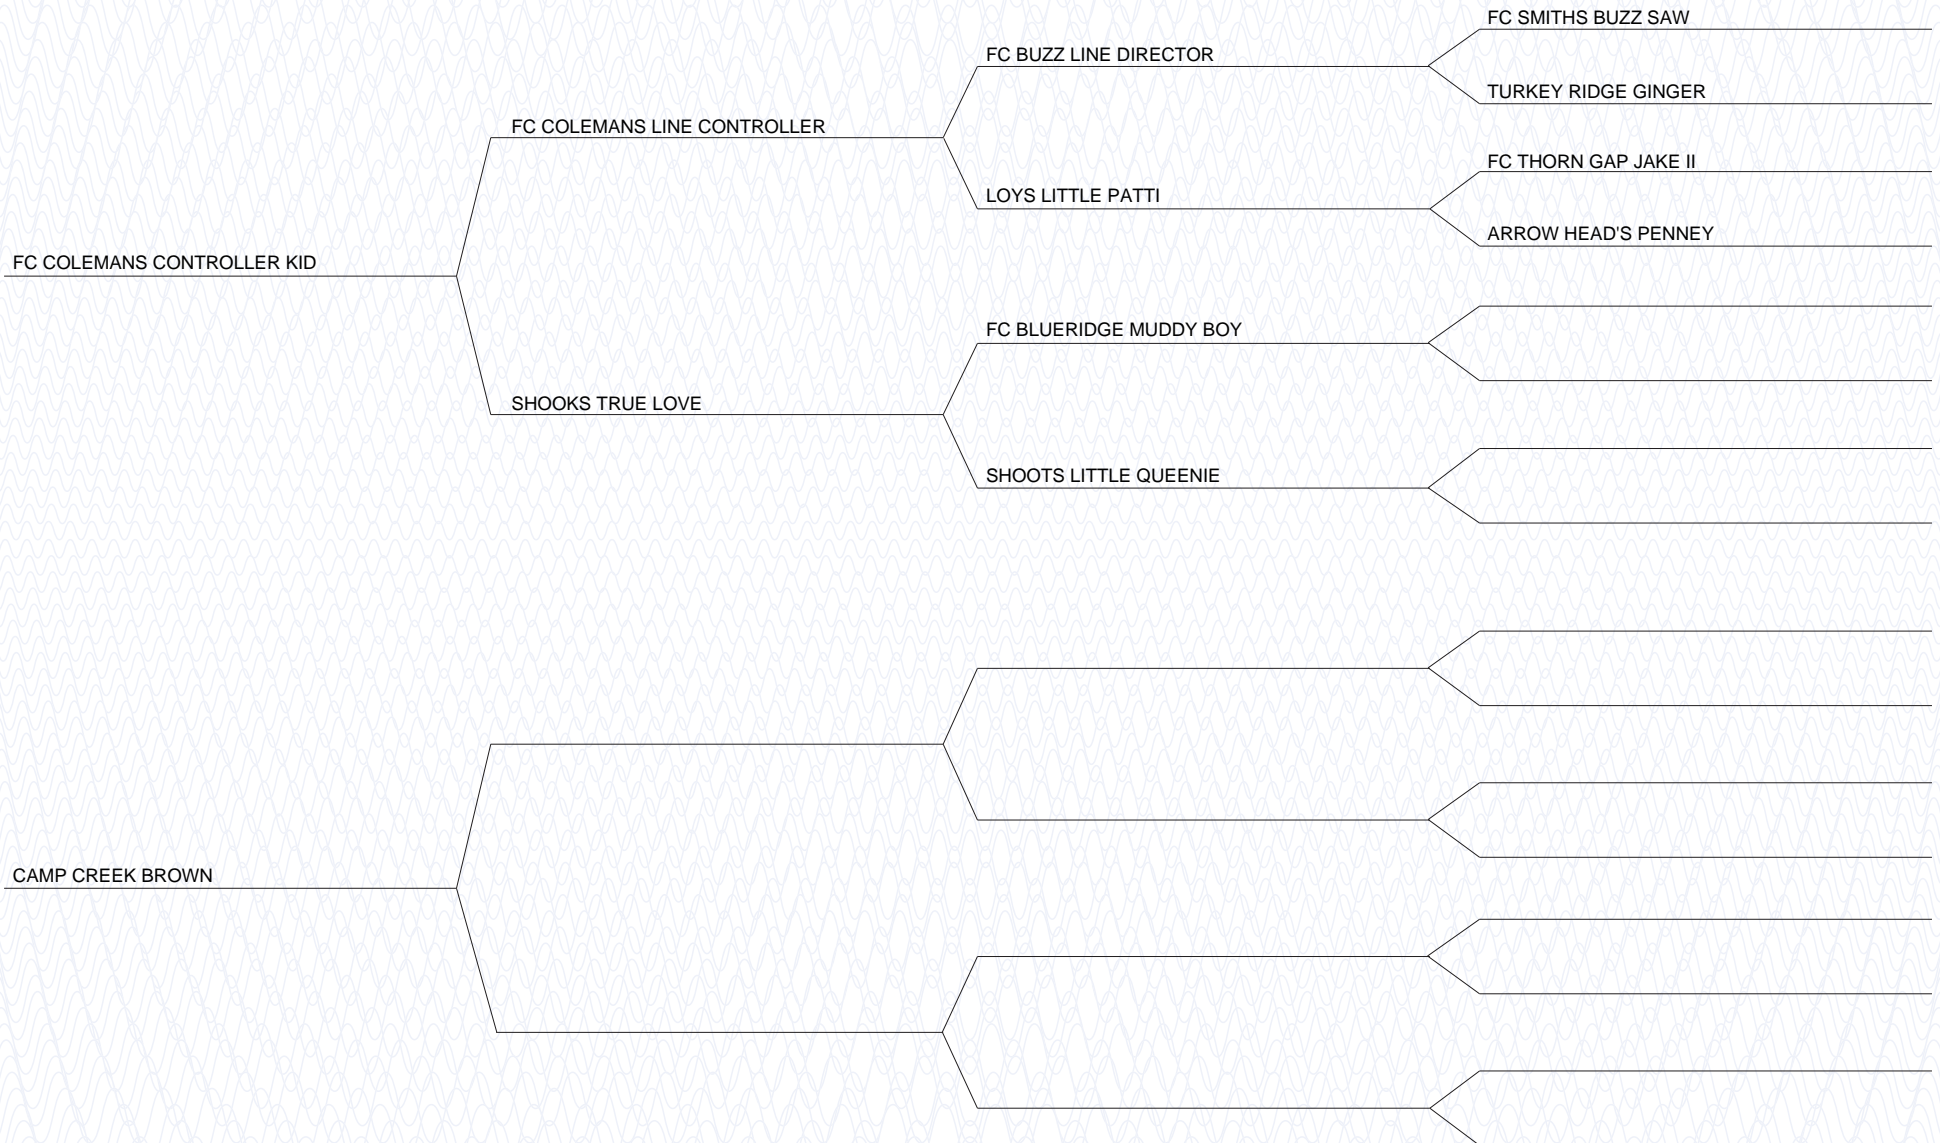 FC SMITHS BUZZ SAW
FC BUZZ LINE DIRECTOR
TURKEY RIDGE GINGER
FC COLEMANS LINE CONTROLLER
FC THORN GAP JAKE II
LOYS LITTLE PATTI
ARROW HEAD'S PENNEY
FC COLEMANS CONTROLLER KID
FC BLUERIDGE MUDDY BOY
SHOOKS TRUE LOVE
SHOOTS LITTLE QUEENIE
CAMP CREEK BROWN